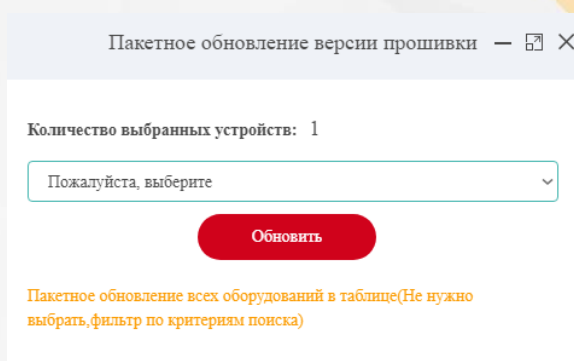 Пакетное обновление версии прошивки
Количество выбранных устройств: 1
Пожалуйста, выберите
Обновить
Пакетное обновление всех оборудований в таблице(Не нужно
выбрать,фильтр по критериям поиска)